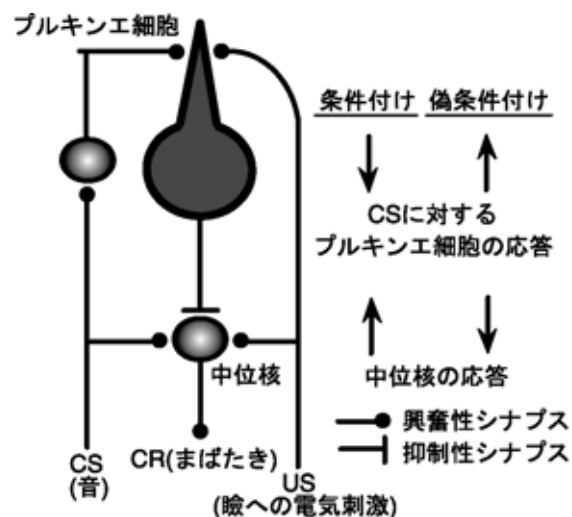 プルキンエ細胞
条件付け 偽条件付け
CSに対する
プルキンエ細胞の応答
中位核
中位核の応答
CR(まばたき)
興奮性シナプス
抑制性シナプス
CS
(音)
US
(瞼への電気刺激)